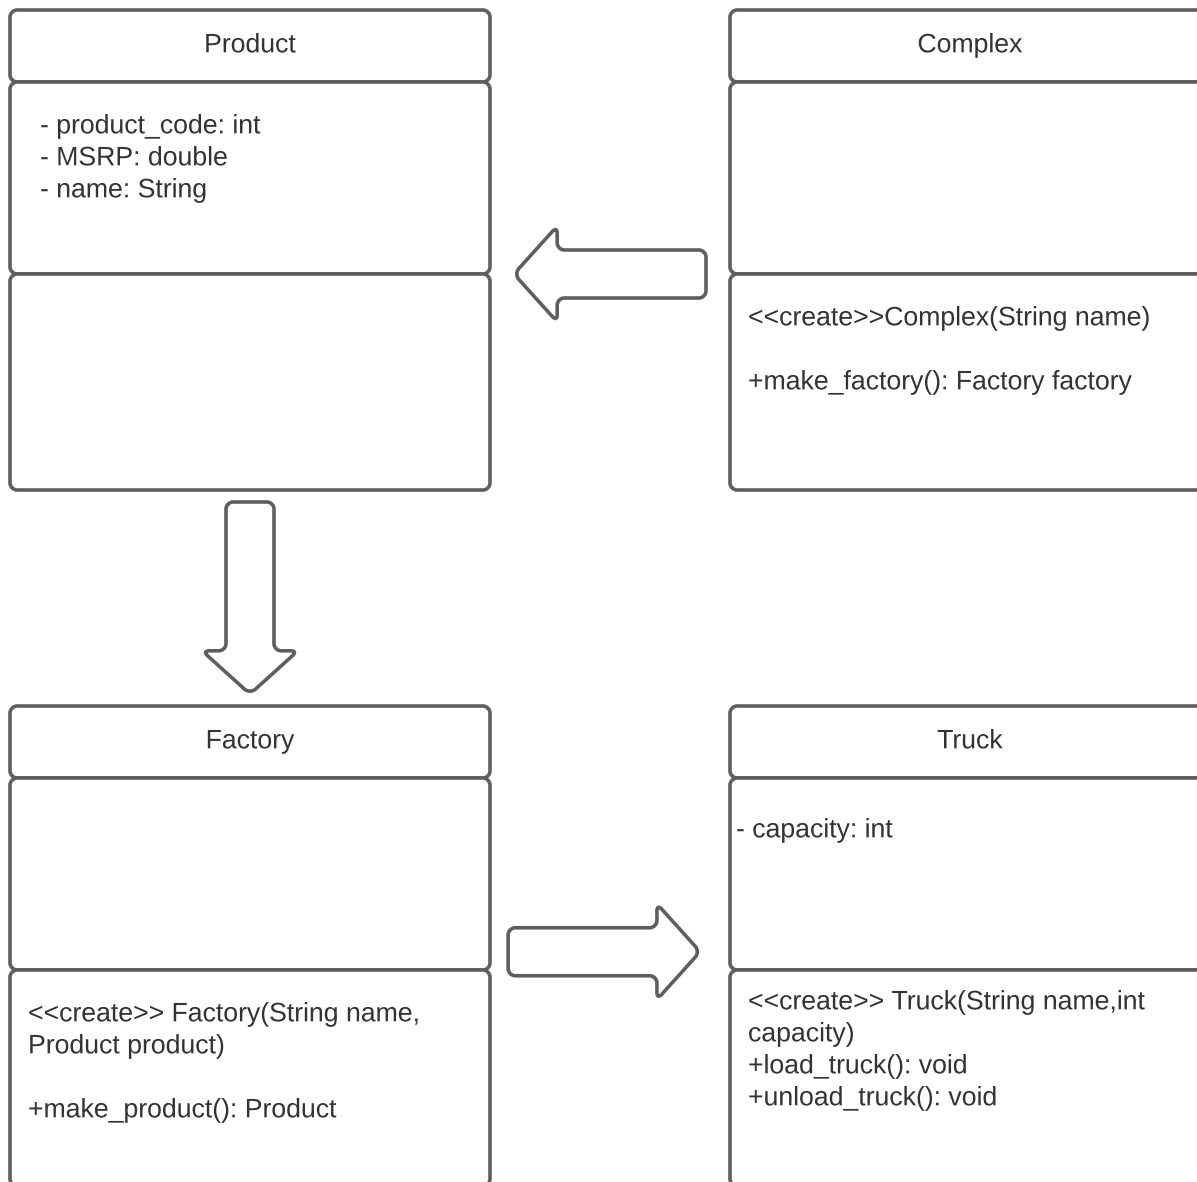 Product
- product_code: int
- MSRP: double
- name: String
Complex
<<create>>Complex(String name)
+make_factory(): Factory factory
Factory
<<create>> Factory(String name,
Product product)
+make_product(): Product
Truck
- capacity: int
<<create>> Truck(String name,int
capacity)
+load_truck(): void
+unload_truck(): void